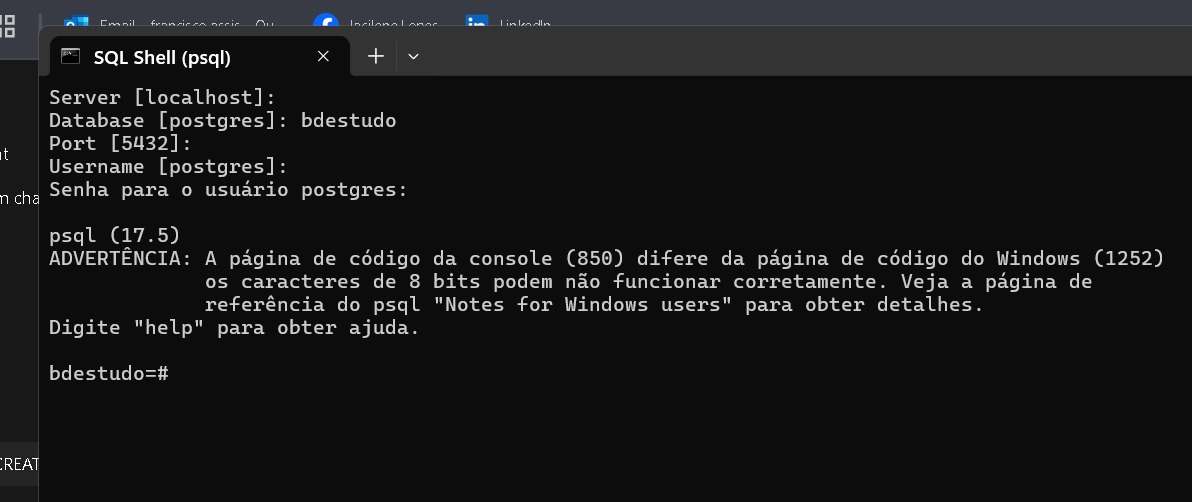 Email - francisco.assis - Ou
Jacilene Lopes
LinkedIn
SQL Shell (psql)
Server [localhost]:
Database [postgres]: bdestudo
Port [5432]:
Username [postgres]:
Senha para o usuário postgres:
psql (17.5)
ADVERTÊNCIA: A página de código da console (850) difere da página de código do Windows (1252)
os caracteres de 8 bits podem não funcionar corretamente. Veja a página de
referência do psql "Notes for Windows users" para obter detalhes.
Digite "help" para obter ajuda.
bdestudo=#
nt
m cha
CREAT